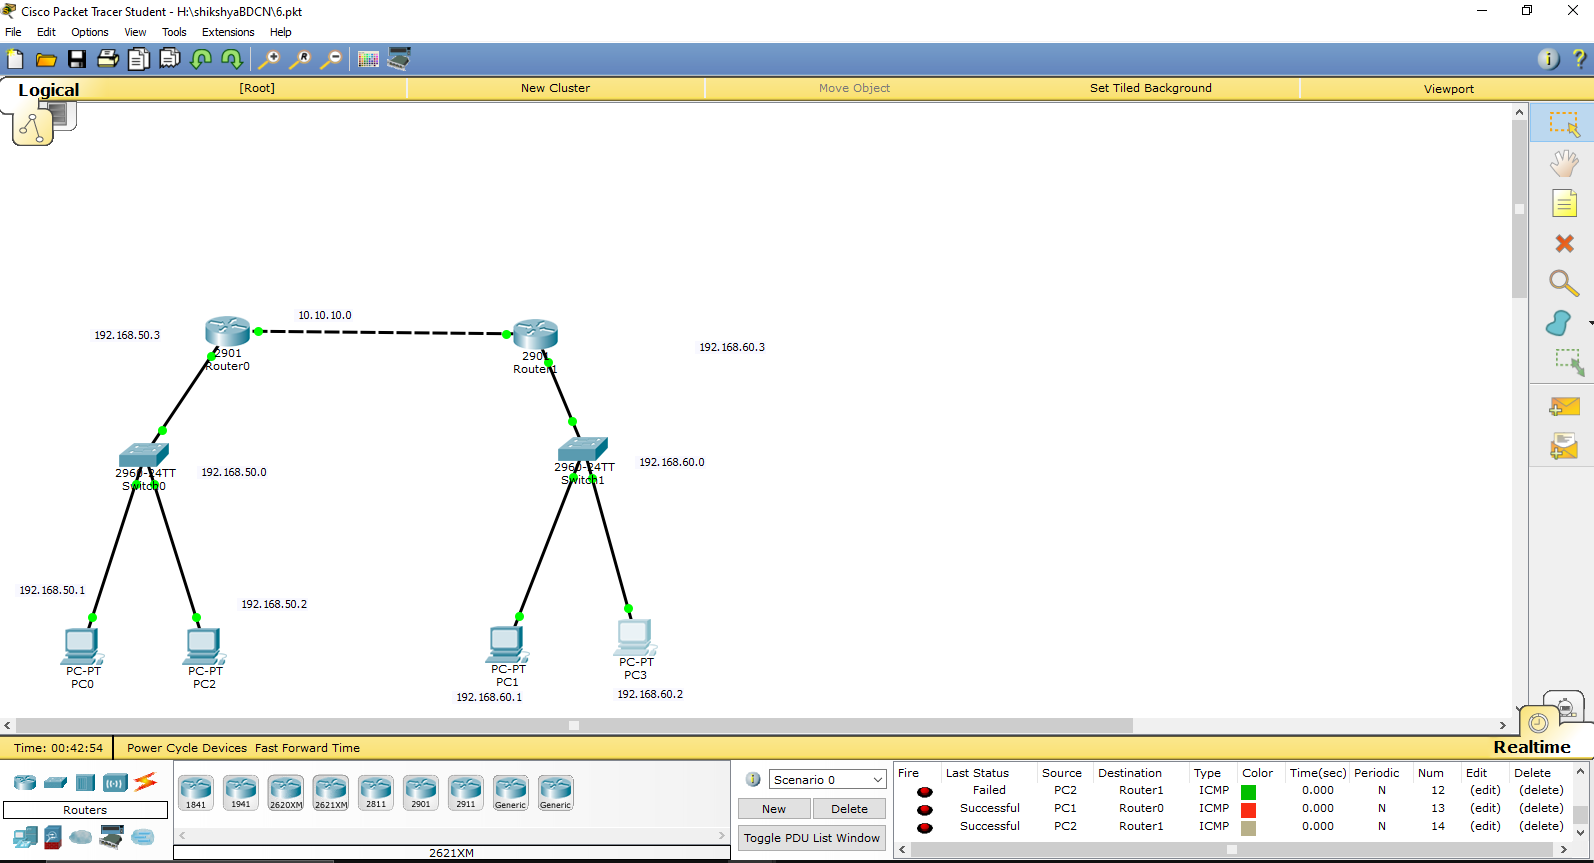 Cisco Packet Tracer Student - H:\shikshyaBDCN\6.pkt
File Edit Options View Tools Extensions Help
Logical [Root] New Cluster Move Object Set Tiled Background Viewport
10.10.10.0
192.168.50.3
192.168.60.3
2901
Router0
2901
Router1
2960-24TT
Switch0
192.168.50.0
2960-24TT
Switch1
192.168.60.0
192.168.50.1
192.168.50.2
PC-PT
PC0
PC-PT
PC2
PC-PT
PC1
192.168.60.1
PC-PT
PC3
192.168.60.2
Realtime
Time: 00:42:54 Power Cycle Devices Fast Forward Time
Routers
1841 1941 2620XM 2621XM 2811 2901 2911 Generic Generic
2621XM
Scenario 0
New Delete
Toggle PDU List Window
Fire Last Status Source Destination Type Color Time(sec) Periodic Num Edit Delete
Failed PC2 Router1 ICMP 0.000 N 12 (edit) (delete)
Successful PC1 Router0 ICMP 0.000 N 13 (edit) (delete)
Successful PC2 Router1 ICMP 0.000 N 14 (edit) (delete)